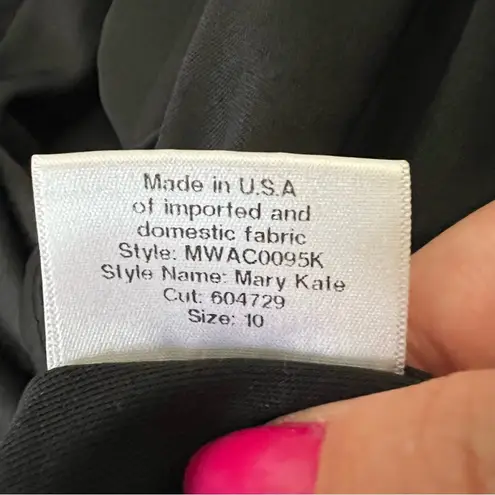 Made in U.S.A
of imported and
domestic fabric
Style: MWAC0095K
Style Name: Mary Kate
Cut: 604729
Size: 10